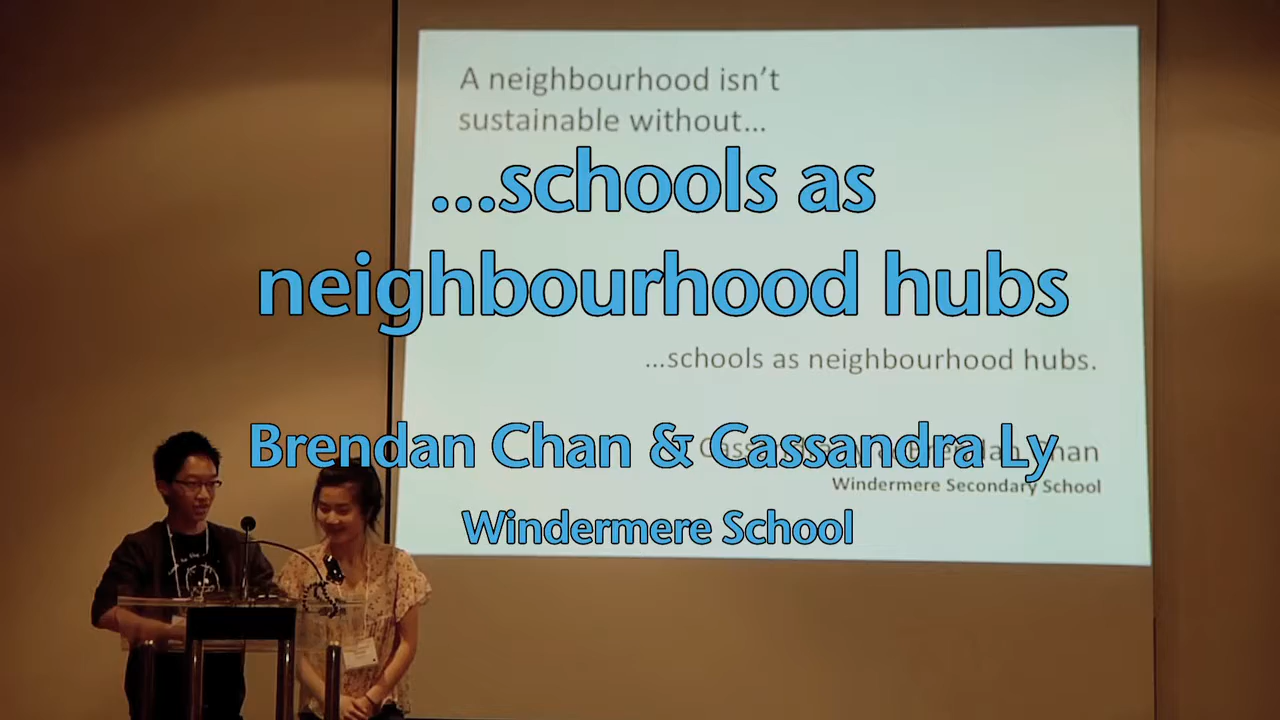 A neighbourhood isn't
sustainable without...
...schools as
neighbourhood hubs
...schools as neighbourhood hubs.
Brendan Chan & Cassandra Ly
Chan
Windermere Secondary School
Windermere School